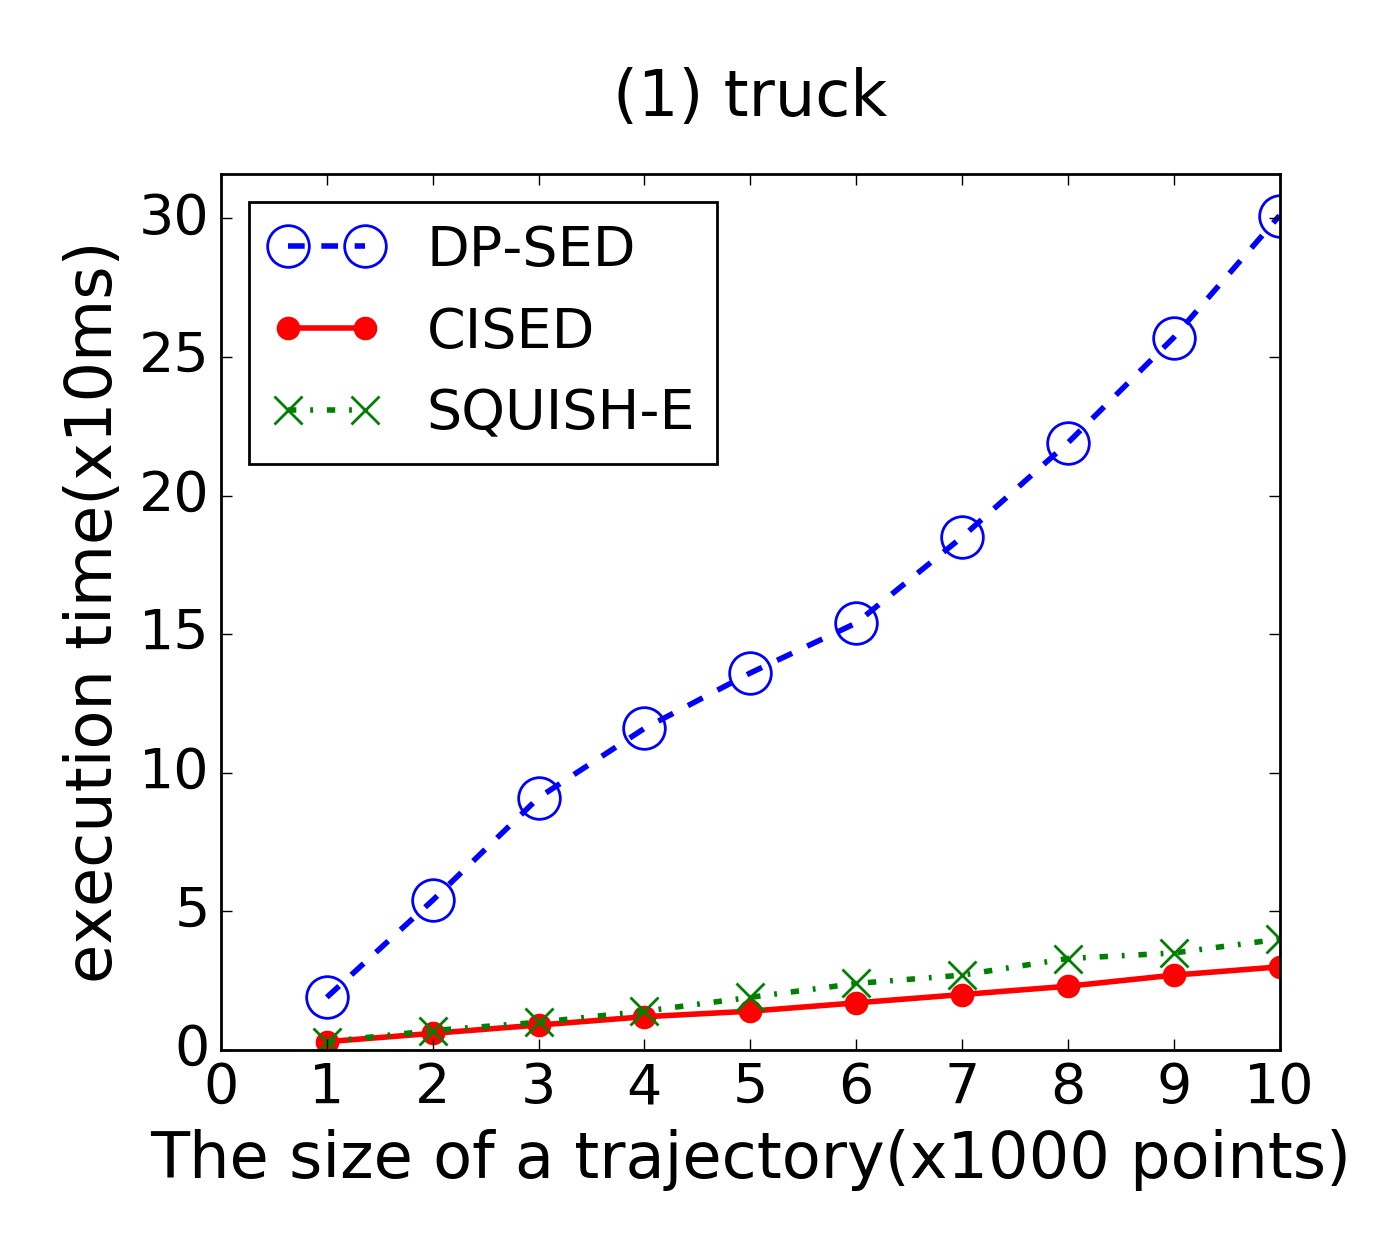 (1) truck
30
25
20
15
10
5
0
execution time(x10ms)
DP-SED
CISED
SQUISH-E
0 1 2 3 4 5 6 7 8 9 10
The size of a trajectory(x1000 points)